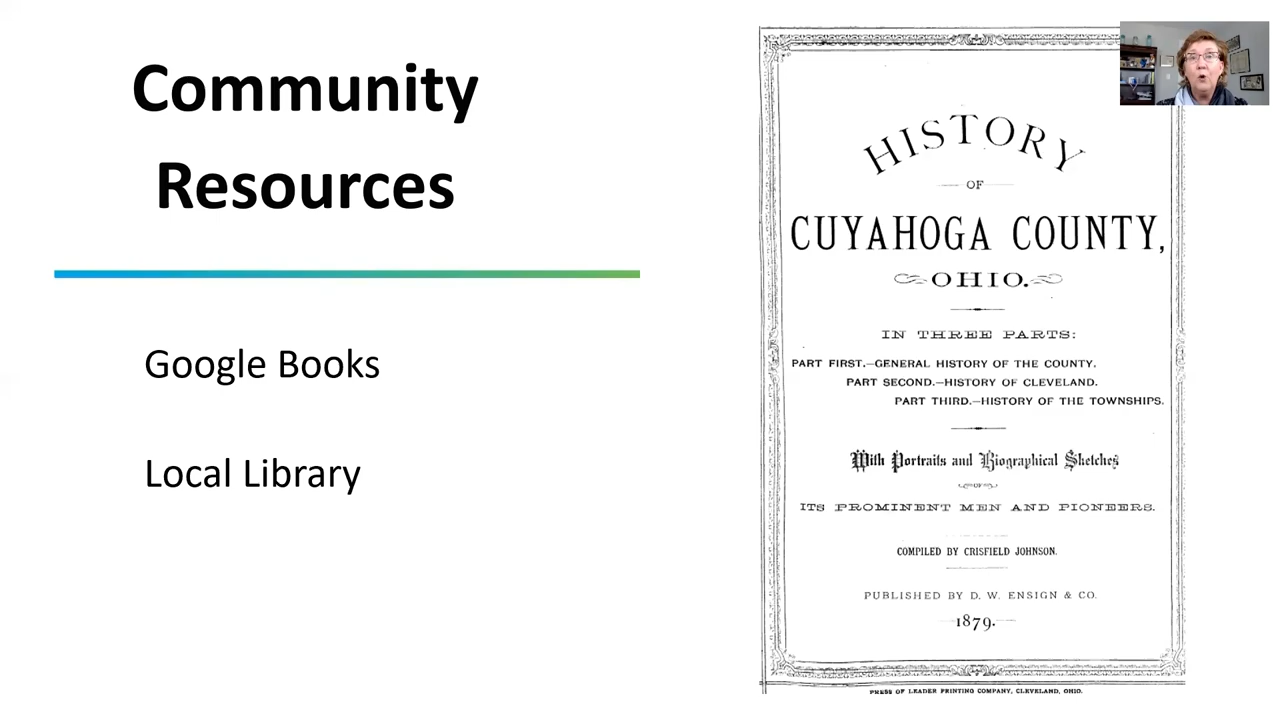 Community
Resources
Google Books
Local Library
HISTORY
OF
CUYAHOGA COUNTY,
OHIO.
IN THREE PARTS:
PART FIRST.—GENERAL HISTORY OF THE COUNTY.
PART SECOND.—HISTORY OF CLEVELAND.
PART THIRD.—HISTORY OF THE TOWNSHIPS.
With Portraits and Biographical Sketches
OF
ITS PROMINENT MEN AND PIONEERS.
COMPILED BY CRISFIELD JOHNSON.
PUBLISHED BY D. W. ENSIGN & CO.
1879.
PRESS OF LEADER PRINTING COMPANY, CLEVELAND, OHIO.